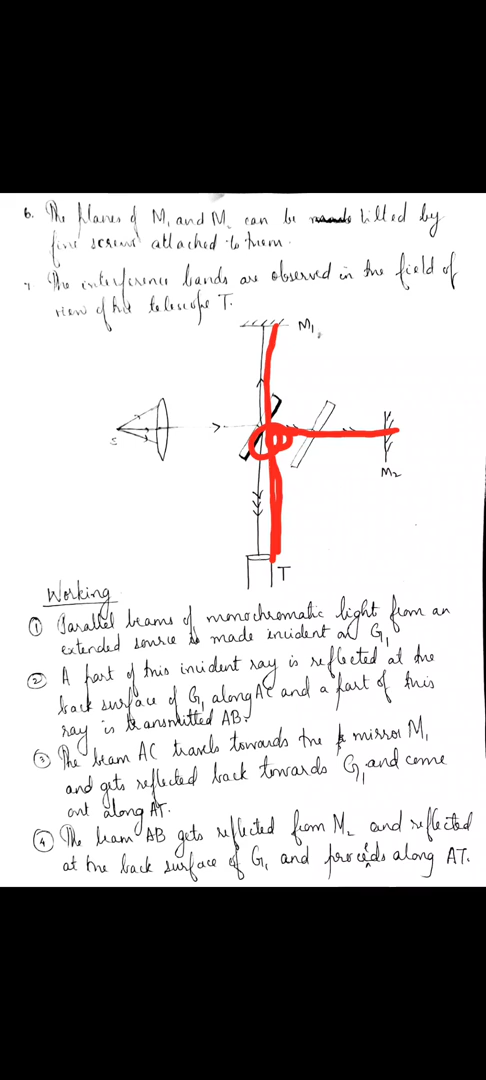 6. The planes of M1 and M2 can be tilted by
fine screws attached to them.
7. The interference bands are observed in the field of
view of the telescope T.
M1
S
M2
T
Working
① Parallel beams of monochromatic light from an
extended source is made incident on G1
② A part of this incident ray is reflected at the
back surface of G1 along AC and a part of this
ray is transmitted AB.
③ The beam AC travels towards the mirror M1
and gets reflected back towards G1 and come
out along AT.
④ The beam AB gets reflected from M2 and reflected
at the back surface of G1 and proceeds along AT.